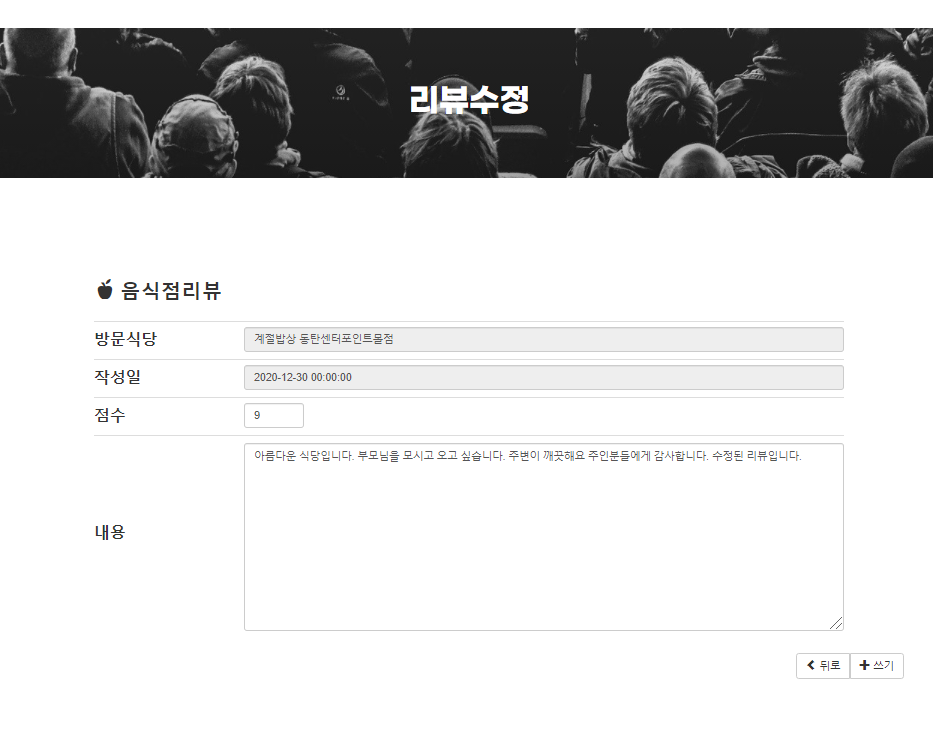 리뷰수정
음식점리뷰
방문식당
계절밥상 동탄센터포인트몰점
작성일
2020-12-30 00:00:00
점수
9
내용
아름다운 식당입니다. 부모님을 모시고 오고 싶습니다. 주변이 깨끗해요 주인분들에게 감사합니다. 수정된 리뷰입니다.
뒤로
쓰기